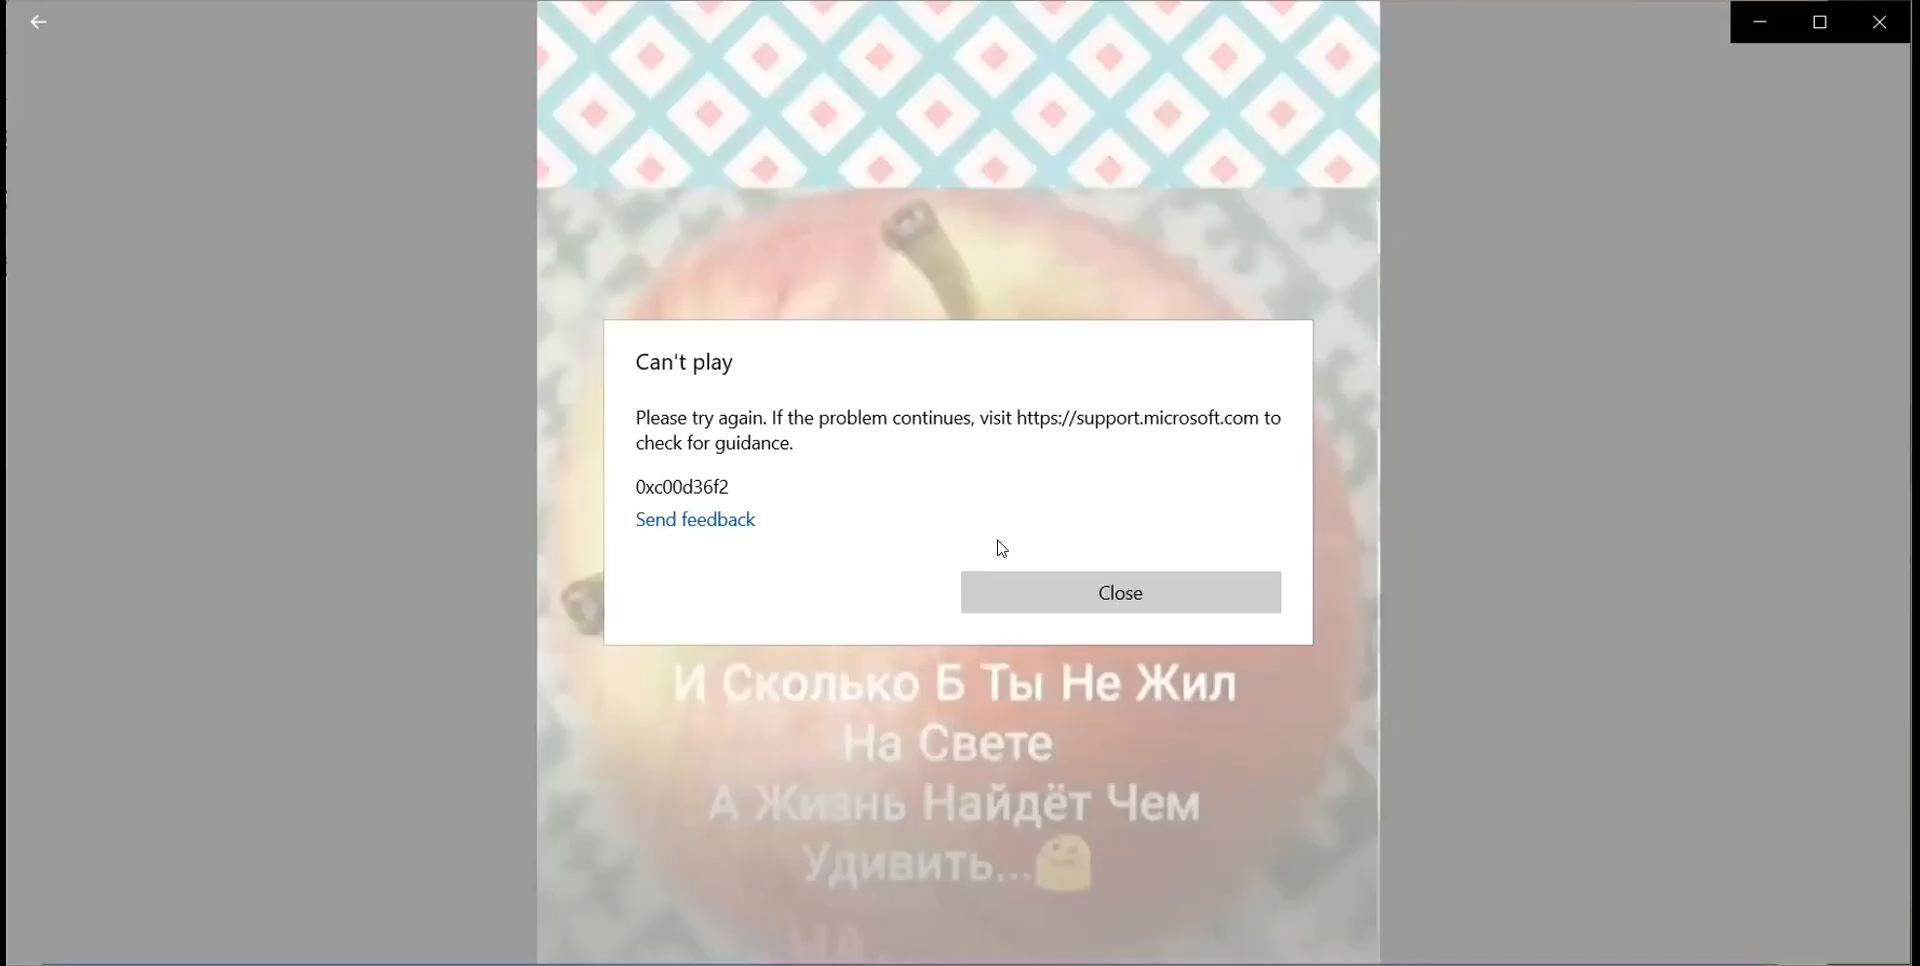 Can't play
Please try again. If the problem continues, visit https://support.microsoft.com to
check for guidance.
0xc00d36f2
Send feedback
Close
И Сколько Б Ты Не Жил
На Свете
А Жизнь Найдёт Чем
Удивить...